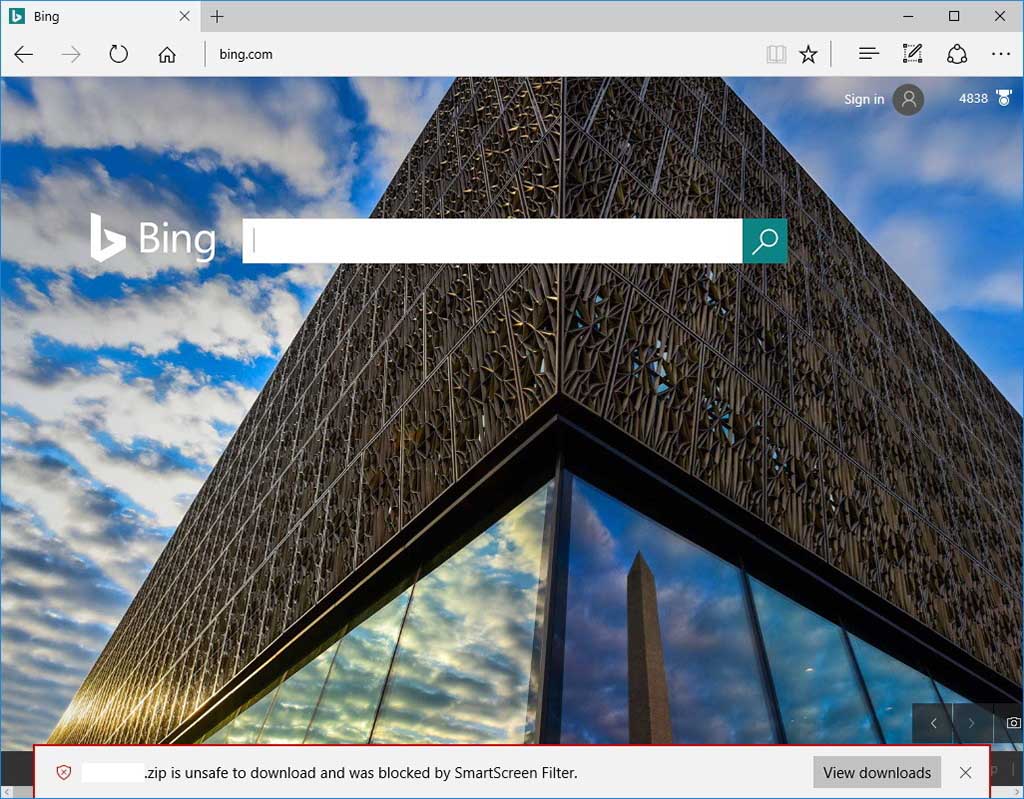 Bing
bing.com
Sign in
4838
Bing
.zip is unsafe to download and was blocked by SmartScreen Filter.
View downloads